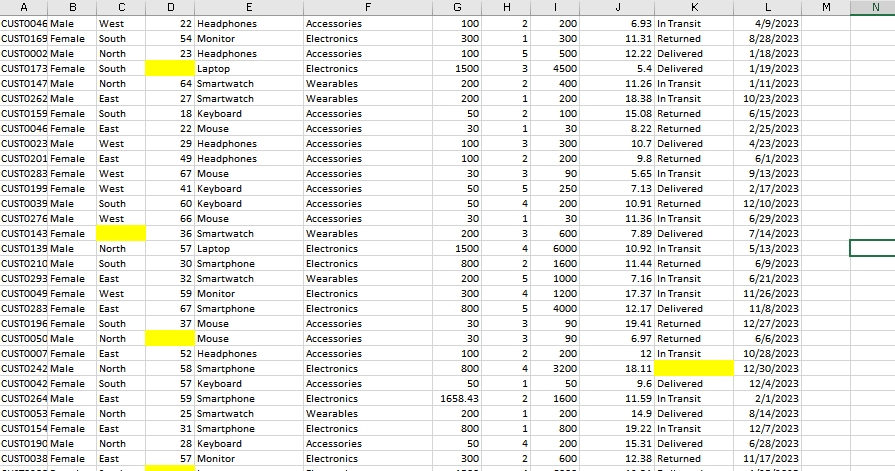 A B C D E F G H I J K L M N
CUST0046 Male West 22 Headphones Accessories 100 2 200 6.93 In Transit 4/9/2023
CUST0169 Female South 54 Monitor Electronics 300 1 300 11.31 Returned 8/28/2023
CUST0002 Male North 23 Headphones Accessories 100 5 500 12.22 Delivered 1/18/2023
CUST0173 Female South Laptop Electronics 1500 3 4500 5.4 Delivered 1/19/2023
CUST0147 Male North 64 Smartwatch Wearables 200 2 400 11.26 In Transit 1/11/2023
CUST0262 Male East 27 Smartwatch Wearables 200 1 200 18.38 In Transit 10/23/2023
CUST0159 Female South 18 Keyboard Accessories 50 2 100 15.08 Returned 6/15/2023
CUST0046 Female East 22 Mouse Accessories 30 1 30 8.22 Returned 2/25/2023
CUST0023 Male West 29 Headphones Accessories 100 3 300 10.7 Delivered 4/23/2023
CUST0201 Female East 49 Headphones Accessories 100 2 200 9.8 Returned 6/1/2023
CUST0283 Female West 67 Mouse Accessories 30 3 90 5.65 In Transit 9/13/2023
CUST0199 Female West 41 Keyboard Accessories 50 5 250 7.13 Delivered 2/17/2023
CUST0039 Male South 60 Keyboard Accessories 50 4 200 10.91 Returned 12/10/2023
CUST0276 Male West 66 Mouse Accessories 30 1 30 11.36 In Transit 6/29/2023
CUST0143 Female 36 Smartwatch Wearables 200 3 600 7.89 Delivered 7/14/2023
CUST0139 Male North 57 Laptop Electronics 1500 4 6000 10.92 In Transit 5/13/2023
CUST0210 Male South 30 Smartphone Electronics 800 2 1600 11.44 Returned 6/9/2023
CUST0293 Female East 32 Smartwatch Wearables 200 5 1000 7.16 In Transit 6/21/2023
CUST0049 Female West 59 Monitor Electronics 300 4 1200 17.37 In Transit 11/26/2023
CUST0283 Female East 67 Smartphone Electronics 800 5 4000 12.17 Delivered 11/8/2023
CUST0196 Female South 37 Mouse Accessories 30 3 90 19.41 Returned 12/27/2023
CUST0050 Male North Mouse Accessories 30 3 90 6.97 Returned 6/6/2023
CUST0007 Female East 52 Headphones Accessories 100 2 200 12 In Transit 10/28/2023
CUST0242 Male North 58 Smartphone Electronics 800 4 3200 18.11 12/30/2023
CUST0042 Female South 57 Keyboard Accessories 50 1 50 9.6 Delivered 12/4/2023
CUST0264 Male East 59 Smartphone Electronics 1658.43 2 1600 11.59 In Transit 2/1/2023
CUST0053 Female North 25 Smartwatch Wearables 200 1 200 14.9 Delivered 8/14/2023
CUST0154 Female East 31 Smartphone Electronics 800 1 800 19.22 In Transit 12/7/2023
CUST0190 Male North 28 Keyboard Accessories 50 4 200 15.31 Delivered 6/28/2023
CUST0038 Female East 57 Monitor Electronics 300 2 600 12.38 Returned 11/17/2023